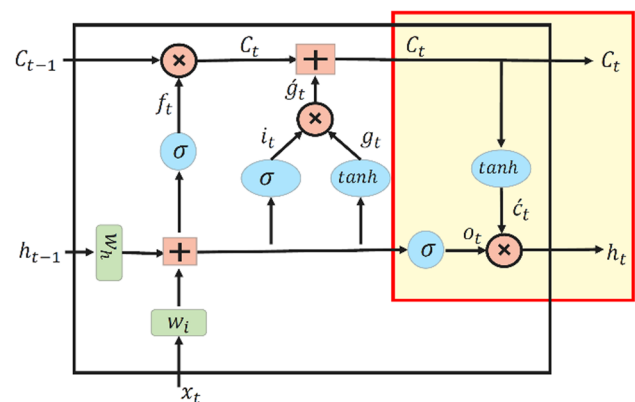 C_{t-1} × C_t + C_t C_t
f_t ǵ_t
× tanh
i_t g_t
σ σ tanh ć_t
h_{t-1} w_h + σ o_t × h_t
w_i
x_t